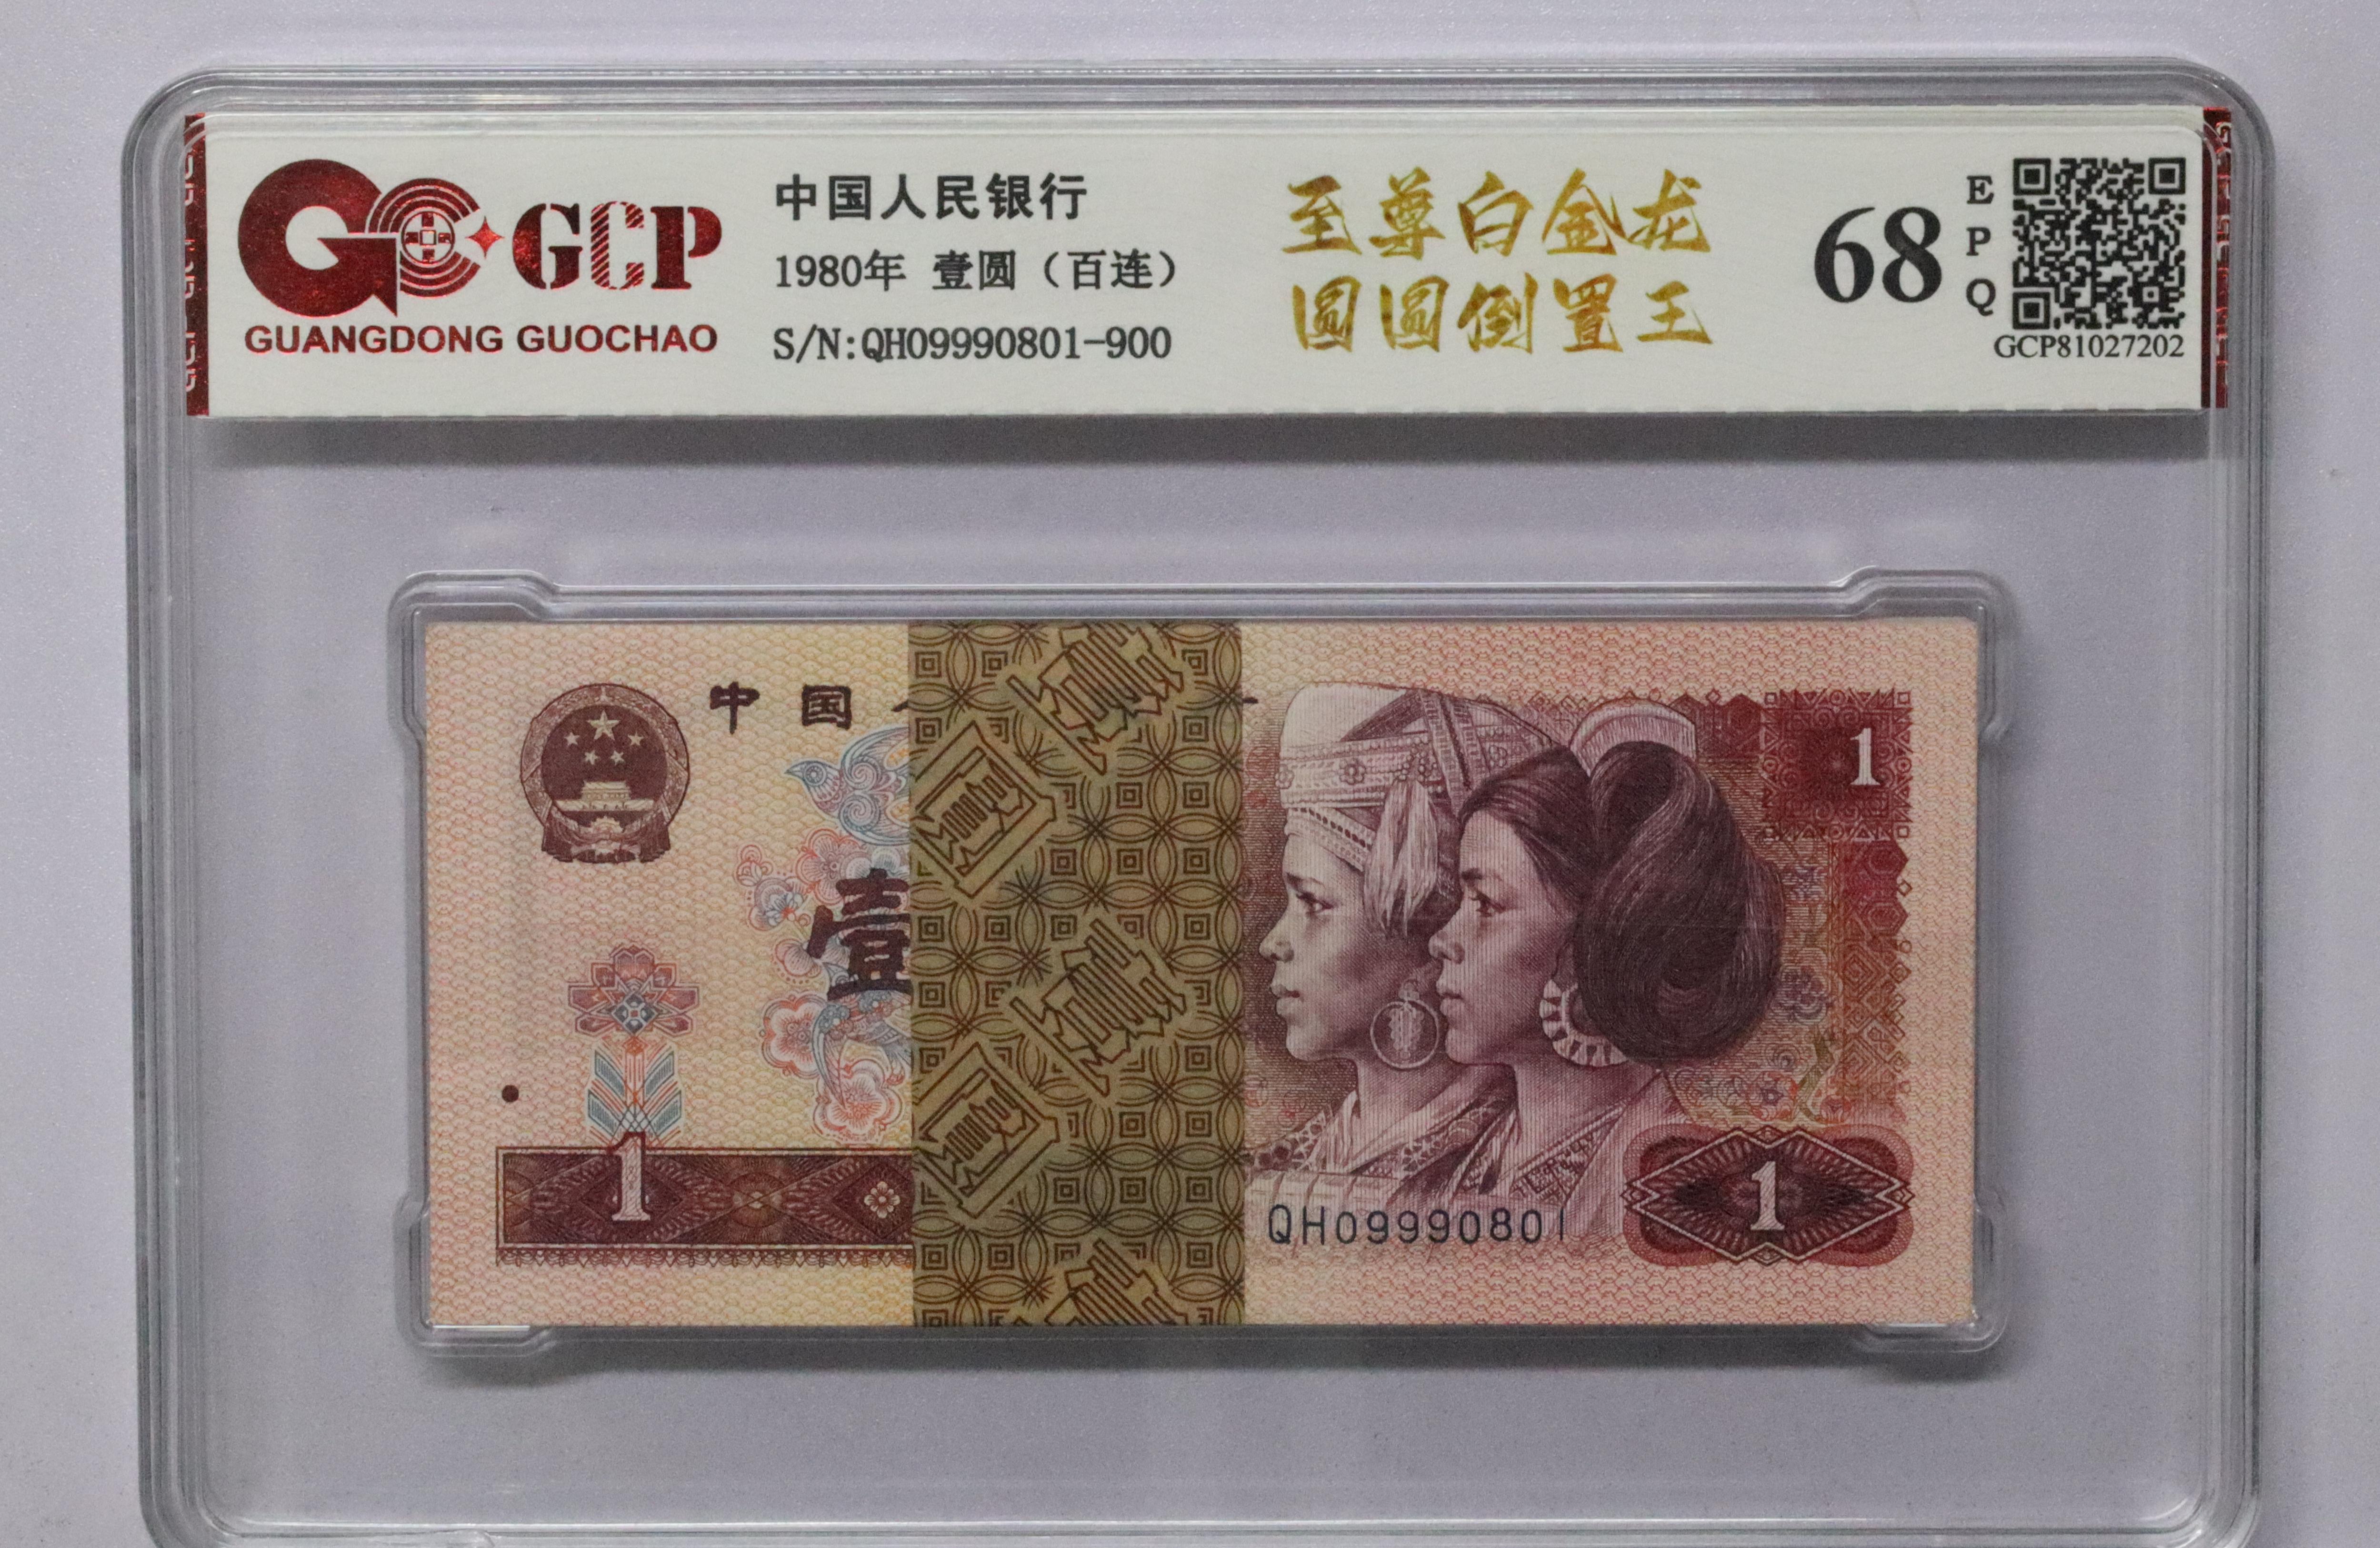 GCP
GUANGDONG GUOCHAO
中国人民银行
1980年 壹圆（百连）
S/N:QH09990801-900
至尊白金龙
圆圆倒置王
68
EPQ
GCP81027202
中国
1
壹
1
QH09990801
1